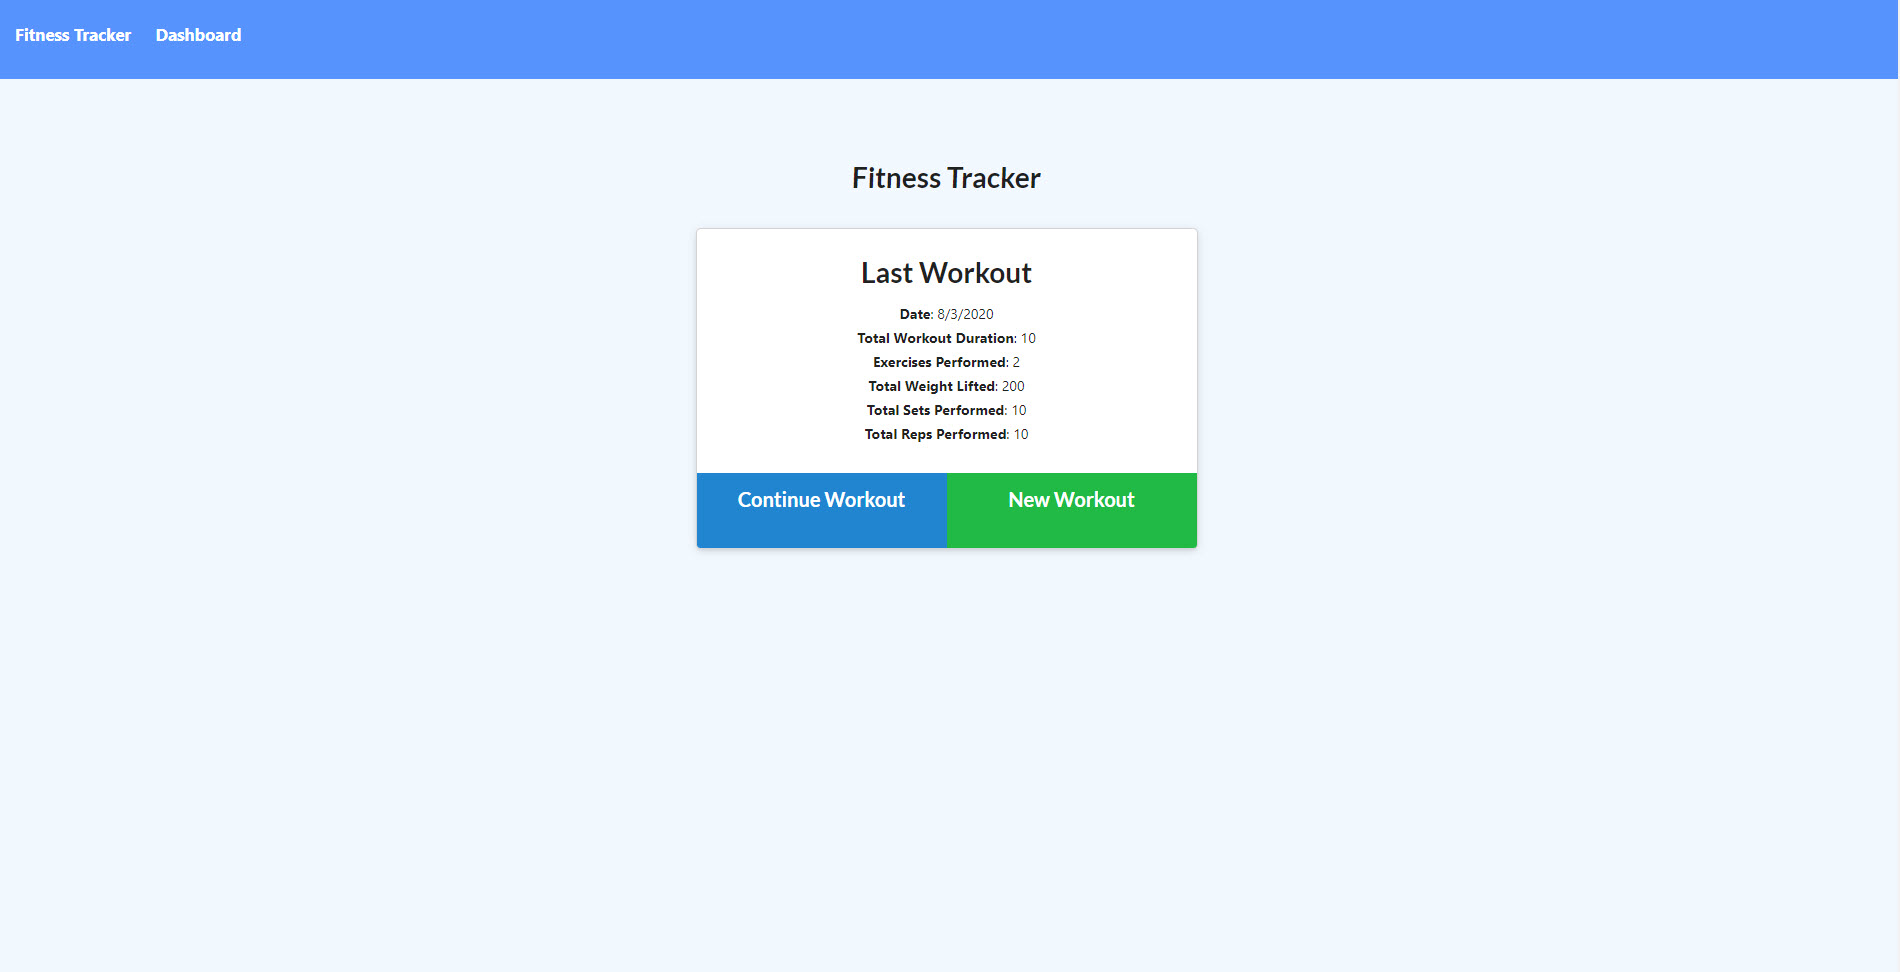 Fitness Tracker Dashboard
Fitness Tracker
Last Workout
Date: 8/3/2020
Total Workout Duration: 10
Exercises Performed: 2
Total Weight Lifted: 200
Total Sets Performed: 10
Total Reps Performed: 10
Continue Workout New Workout